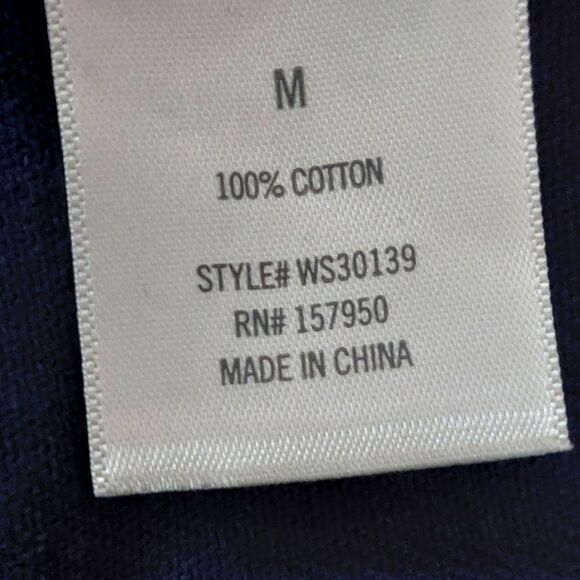 M
100% COTTON
STYLE# WS30139
RN# 157950
MADE IN CHINA